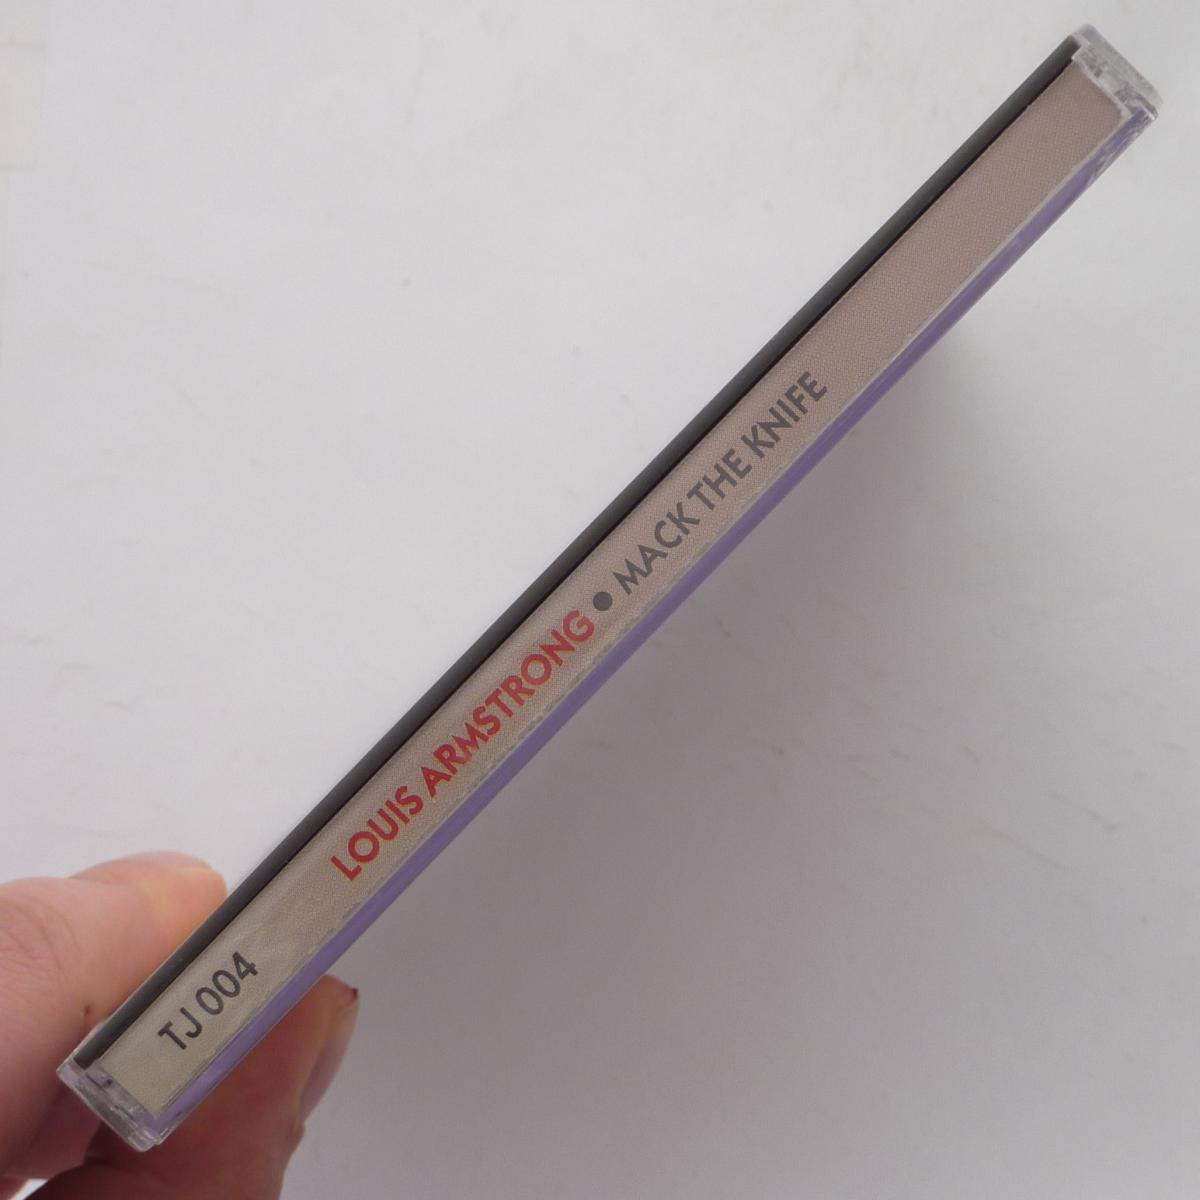 TJ 004 LOUIS ARMSTRONG • MACK THE KNIFE